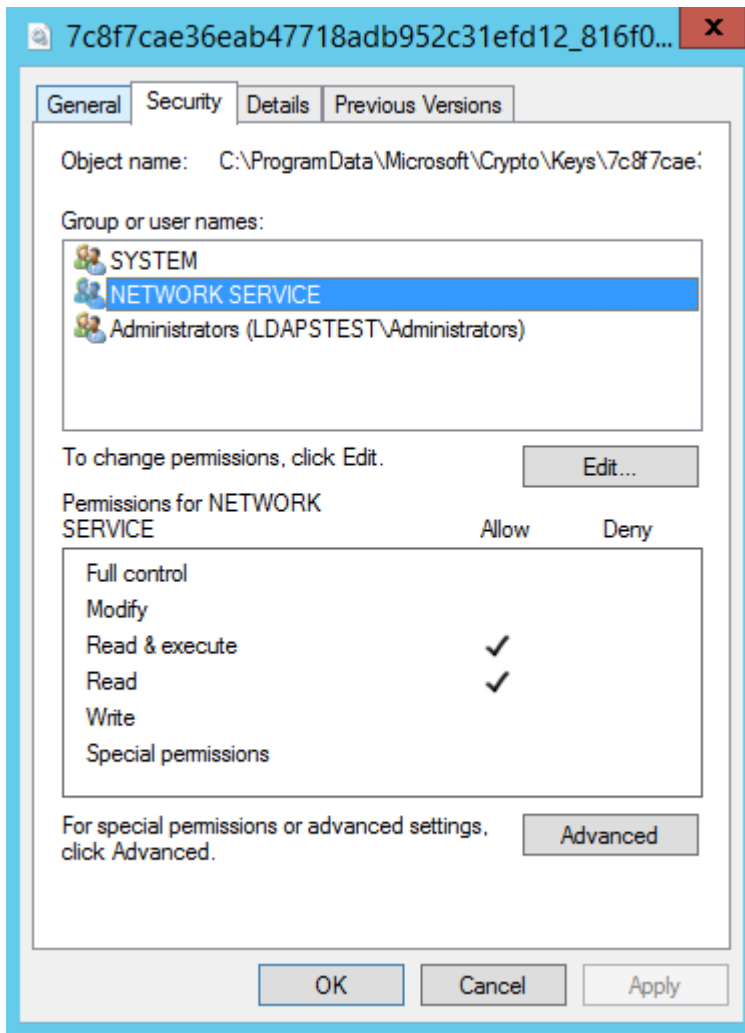 7c8f7cae36eab47718adb952c31efd12_816f0... x
General Security Details Previous Versions
Object name: C:\ProgramData\Microsoft\Crypto\Keys\7c8f7cae3
Group or user names:
SYSTEM
NETWORK SERVICE
Administrators (LDAPSTEST\Administrators)
To change permissions, click Edit.
Edit...
Permissions for NETWORK
SERVICE Allow Deny
Full control
Modify
Read & execute
Read
Write
Special permissions
For special permissions or advanced settings,
click Advanced.
Advanced
OK Cancel Apply